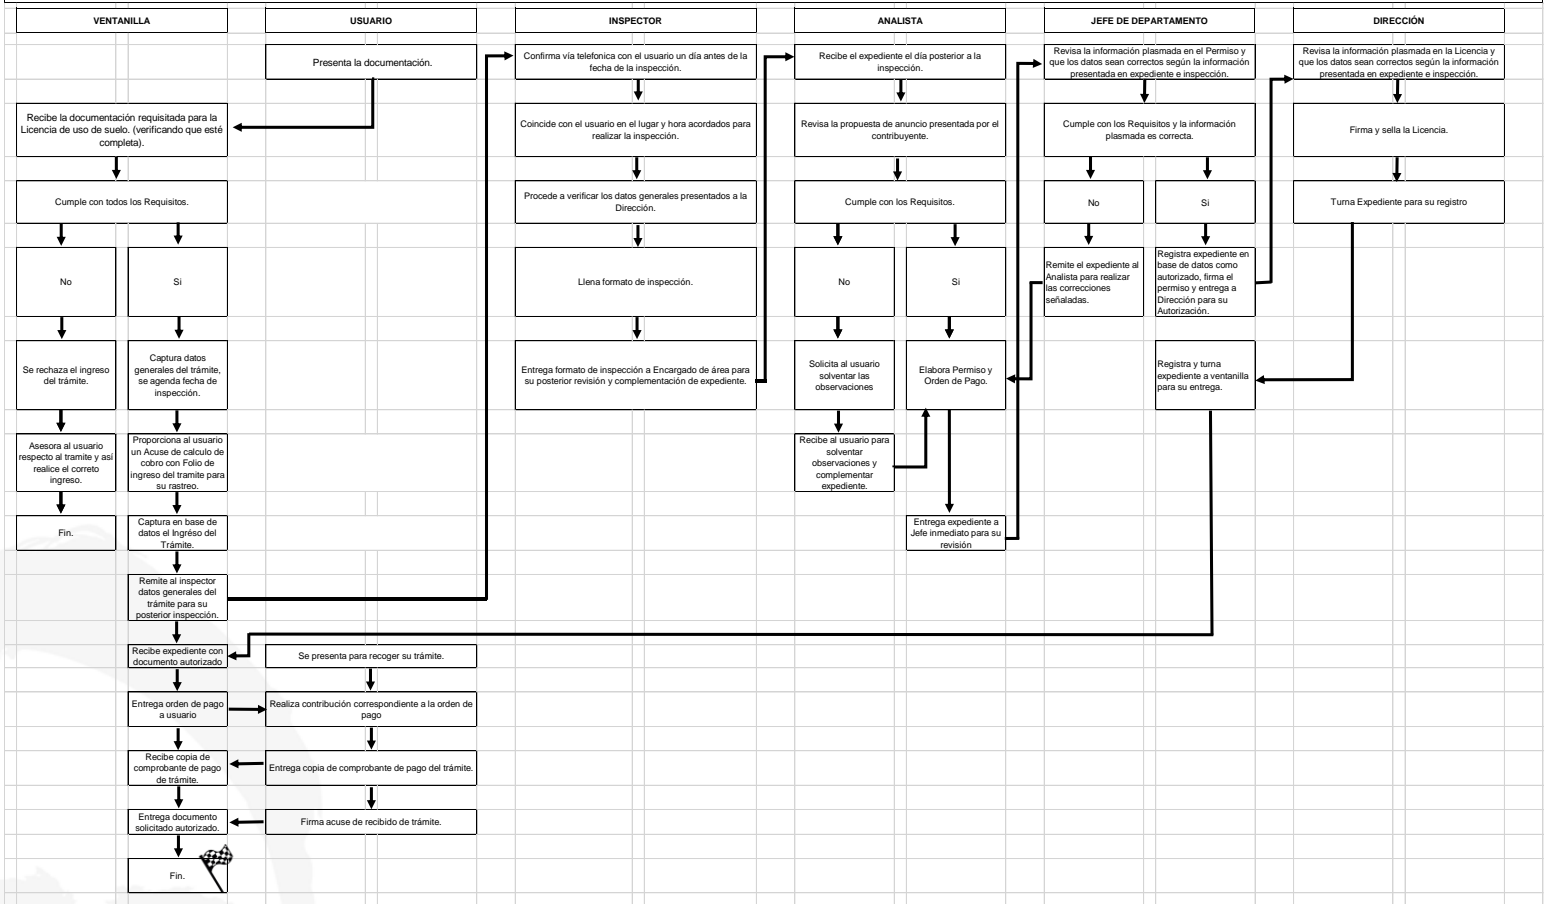 VENTANILLA
USUARIO
INSPECTOR
ANALISTA
JEFE DE DEPARTAMENTO
DIRECCIÓN
Presenta la documentación.
Confirma vía telefonica con el usuario un día antes de la
fecha de la inspección.
Recibe el expediente el día posterior a la
inspección.
Revisa la información plasmada en el Permiso y
que los datos sean correctos según la información
presentada en expediente e inspección.
Revisa la información plasmada en la Licencia y
que los datos sean correctos según la información
presentada en expediente e inspección.
Recibe la documentación requisitada para la
Licencia de uso de suelo. (verificando que esté
completa).
Coincide con el usuario en el lugar y hora acordados para
realizar la inspección.
Revisa la propuesta de anuncio presentada por el
contribuyente.
Cumple con los Requisitos y la información
plasmada es correcta.
Firma y sella la Licencia.
Cumple con todos los Requisitos.
Procede a verificar los datos generales presentados a la
Dirección.
Cumple con los Requisitos.
No
Si
Turna Expediente para su registro
No
Si
Llena formato de inspección.
No
Si
Remite el expediente al
Analista para realizar
las correcciones
señaladas.
Registra expediente en
base de datos como
autorizado, firma el
permiso y entrega a
Dirección para su
Autorización.
Se rechaza el ingreso
del trámite.
Captura datos
generales del trámite,
se agenda fecha de
inspección.
Entrega formato de inspección a Encargado de área para
su posterior revisión y complementación de expediente.
Solicita al usuario
solventar las
observaciones
Elabora Permiso y
Orden de Pago.
Registra y turna
expediente a ventanilla
para su entrega.
Asesora al usuario
respecto al tramite y así
realice el correto
ingreso.
Proporciona al usuario
un Acuse de calculo de
cobro con Folio de
ingreso del tramite para
su rastreo.
Recibe al usuario para
solventar
observaciones y
complementar
expediente.
Fin.
Captura en base de
datos el Ingréso del
Trámite.
Entrega expediente a
Jefe inmediato para su
revisión
Remite al inspector
datos generales del
trámite para su
posterior inspección.
Recibe expediente con
documento autorizado
Se presenta para recoger su trámite.
Entrega orden de pago
a usuario
Realiza contribución correspondiente a la orden de
pago
Recibe copia de
comprobante de pago
de trámite.
Entrega copia de comprobante de pago del trámite.
Entrega documento
solicitado autorizado.
Firma acuse de recibido de trámite.
Fin.